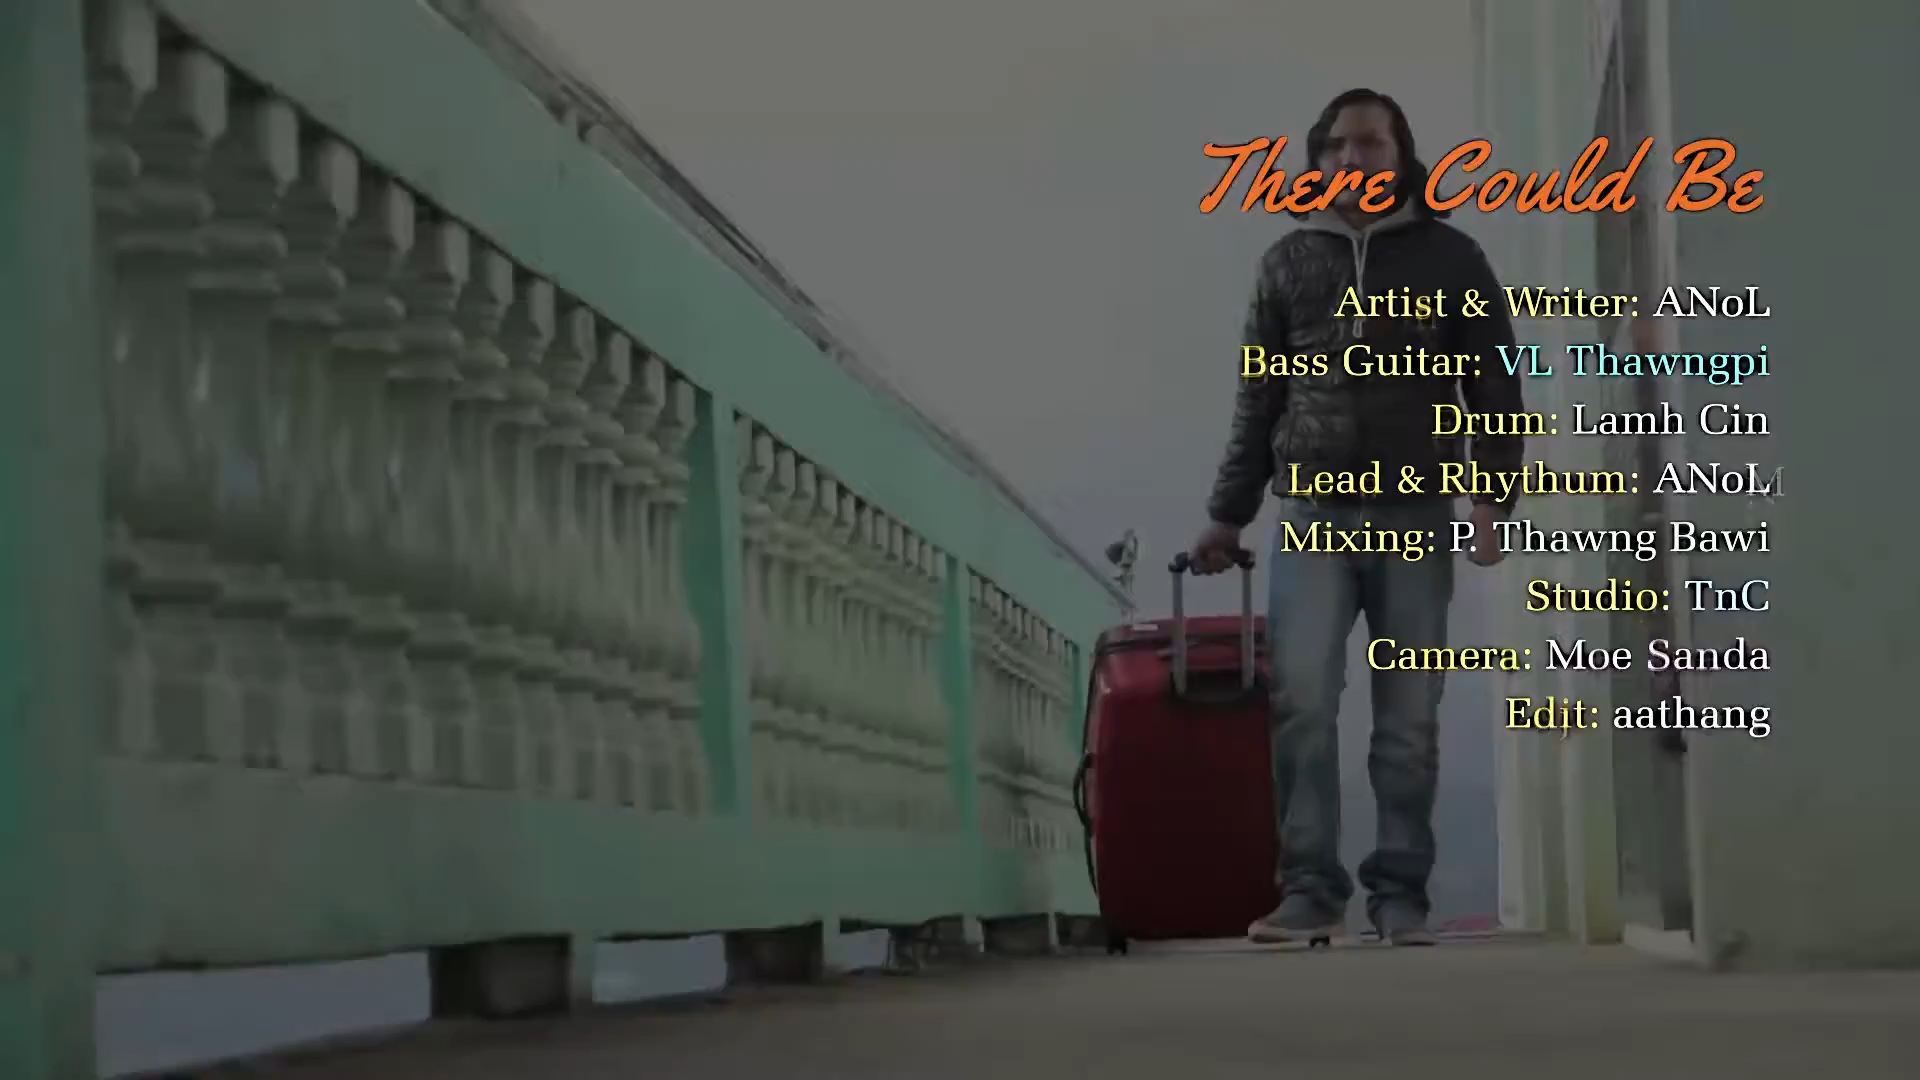 There Could Be
Artist & Writer: ANoL
Bass Guitar: VL Thawngpi
Drum: Lamh Cin
Lead & Rhythum: ANoL
Mixing: P. Thawng Bawi
Studio: TnC
Camera: Moe Sanda
Edjt: aathang